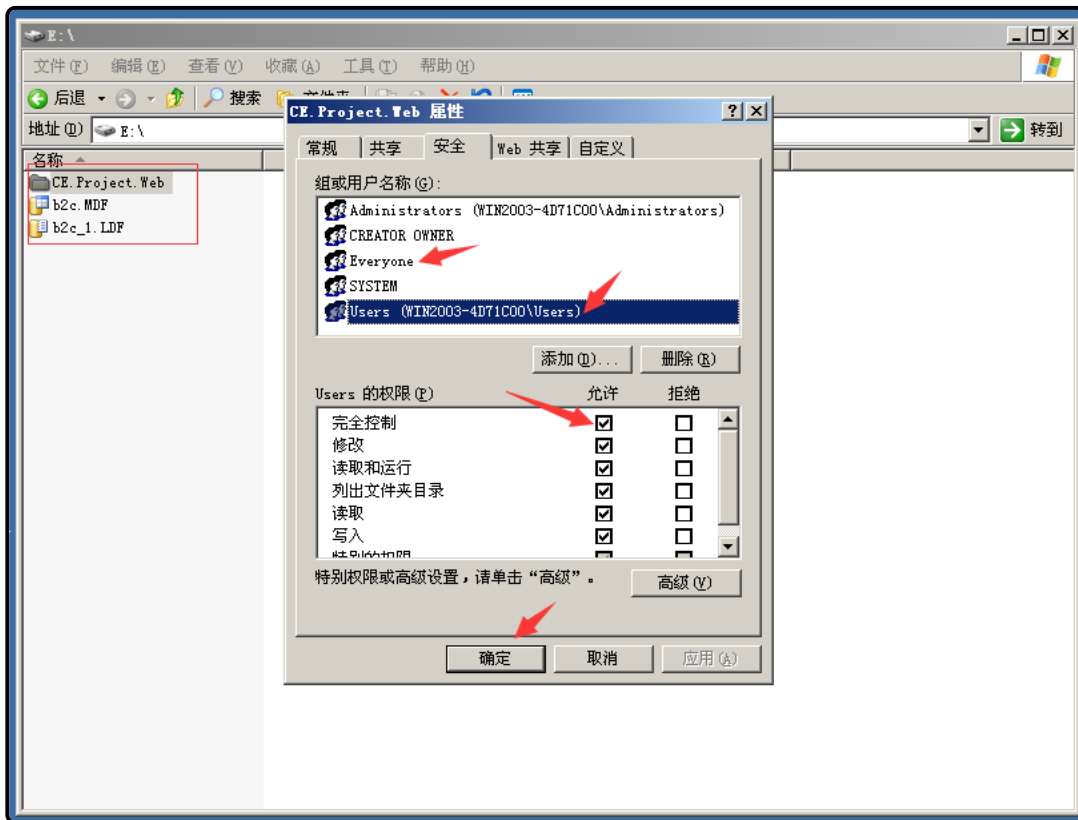 E:\
文件(F) 编辑(E) 查看(V) 收藏(A) 工具(T) 帮助(H)
后退 搜索
地址(D) E:\ 转到
名称
CE.Project.Web
b2c.MDF
b2c_1.LDF
CE.Project.Web 属性
常规 共享 安全 Web 共享 自定义
组或用户名称(G):
Administrators (WIN2003-4D71C00\Administrators)
CREATOR OWNER
Everyone
SYSTEM
Users (WIN2003-4D71C00\Users)
添加(D)... 删除(R)
Users 的权限(P) 允许 拒绝
完全控制
修改
读取和运行
列出文件夹目录
读取
写入
特别的权限
特别权限或高级设置，请单击“高级”。
高级(V)
确定 取消 应用(A)